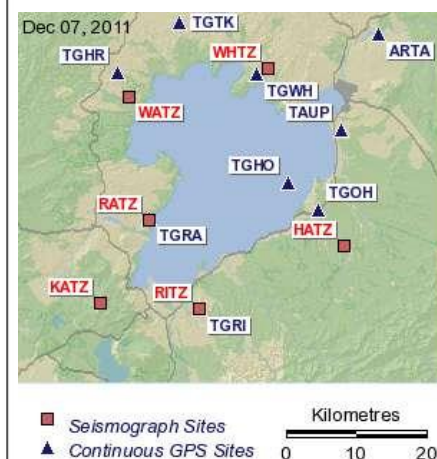 Dec 07, 2011
TGTK
ARTA
TGHR
WHTZ
WATZ
TGWH
TAUP
TGHO
TGOH
RATZ
TGRA
HATZ
KATZ
RITZ
TGRI
Seismograph Sites
Continuous GPS Sites
Kilometres
0 10 20